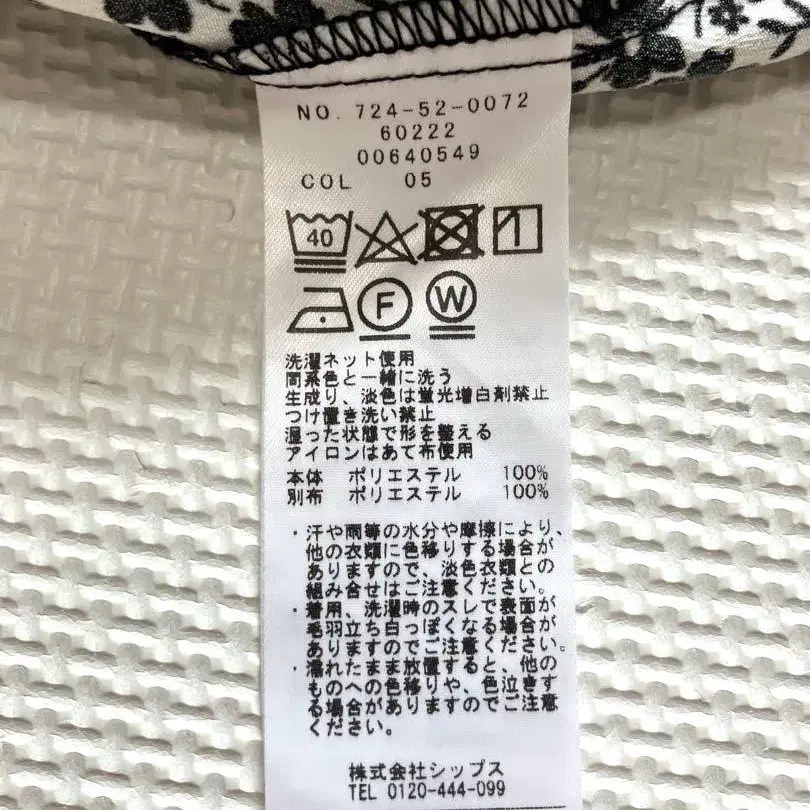 NO. 724-52-0072
60222
00640549
COL 05
40
F W
洗濯ネット使用
同系色と一緒に洗う
生成り、淡色は蛍光増白剤禁止
つけ置き洗い禁止
湿った状態で形を整える
アイロンはあて布使用
本体 ポリエステル 100%
別布 ポリエステル 100%
・汗や雨等の水分や摩擦により、
他の衣類に色移りする場合が
ありますので、淡色衣類との
組み合せはご注意ください。
・着用、洗濯時のスレで表面が
毛羽立ち白っぽくなる場合が
ありますのでご注意ください。
・濡れたまま放置すると、他の
ものへの色移りや、色泣きす
る場合がありますのでご注意
ください。
株式会社シップス
TEL 0120-444-099